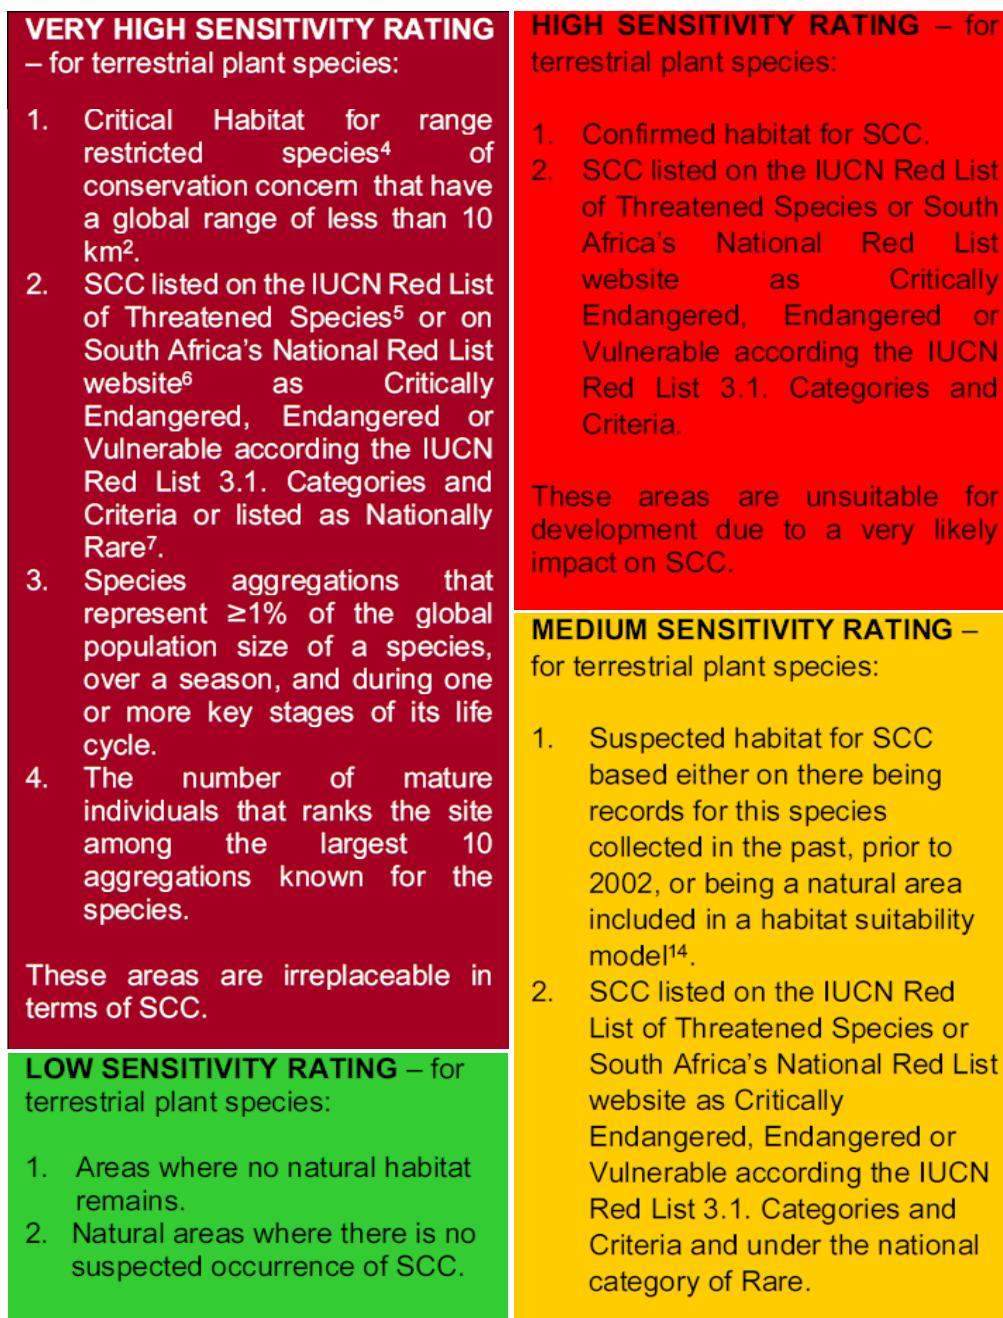 VERY HIGH SENSITIVITY RATING
– for terrestrial plant species:
1. Critical Habitat for range
restricted species⁴ of
conservation concern that have
a global range of less than 10
km².
2. SCC listed on the IUCN Red List
of Threatened Species⁵ or on
South Africa's National Red List
website⁶ as Critically
Endangered, Endangered or
Vulnerable according the IUCN
Red List 3.1. Categories and
Criteria or listed as Nationally
Rare⁷.
3. Species aggregations that
represent ≥1% of the global
population size of a species,
over a season, and during one
or more key stages of its life
cycle.
4. The number of mature
individuals that ranks the site
among the largest 10
aggregations known for the
species.
These areas are irreplaceable in
terms of SCC.
HIGH SENSITIVITY RATING – for
terrestrial plant species:
1. Confirmed habitat for SCC.
2. SCC listed on the IUCN Red List
of Threatened Species or South
Africa's National Red List
website as Critically
Endangered, Endangered or
Vulnerable according the IUCN
Red List 3.1. Categories and
Criteria.
These areas are unsuitable for
development due to a very likely
impact on SCC.
MEDIUM SENSITIVITY RATING –
for terrestrial plant species:
1. Suspected habitat for SCC
based either on there being
records for this species
collected in the past, prior to
2002, or being a natural area
included in a habitat suitability
model¹⁴.
2. SCC listed on the IUCN Red
List of Threatened Species or
South Africa's National Red List
website as Critically
Endangered, Endangered or
Vulnerable according the IUCN
Red List 3.1. Categories and
Criteria and under the national
category of Rare.
LOW SENSITIVITY RATING – for
terrestrial plant species:
1. Areas where no natural habitat
remains.
2. Natural areas where there is no
suspected occurrence of SCC.